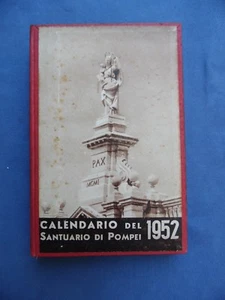 PAX
CALENDARIO DEL 1952
SANTUARIO DI POMPEI